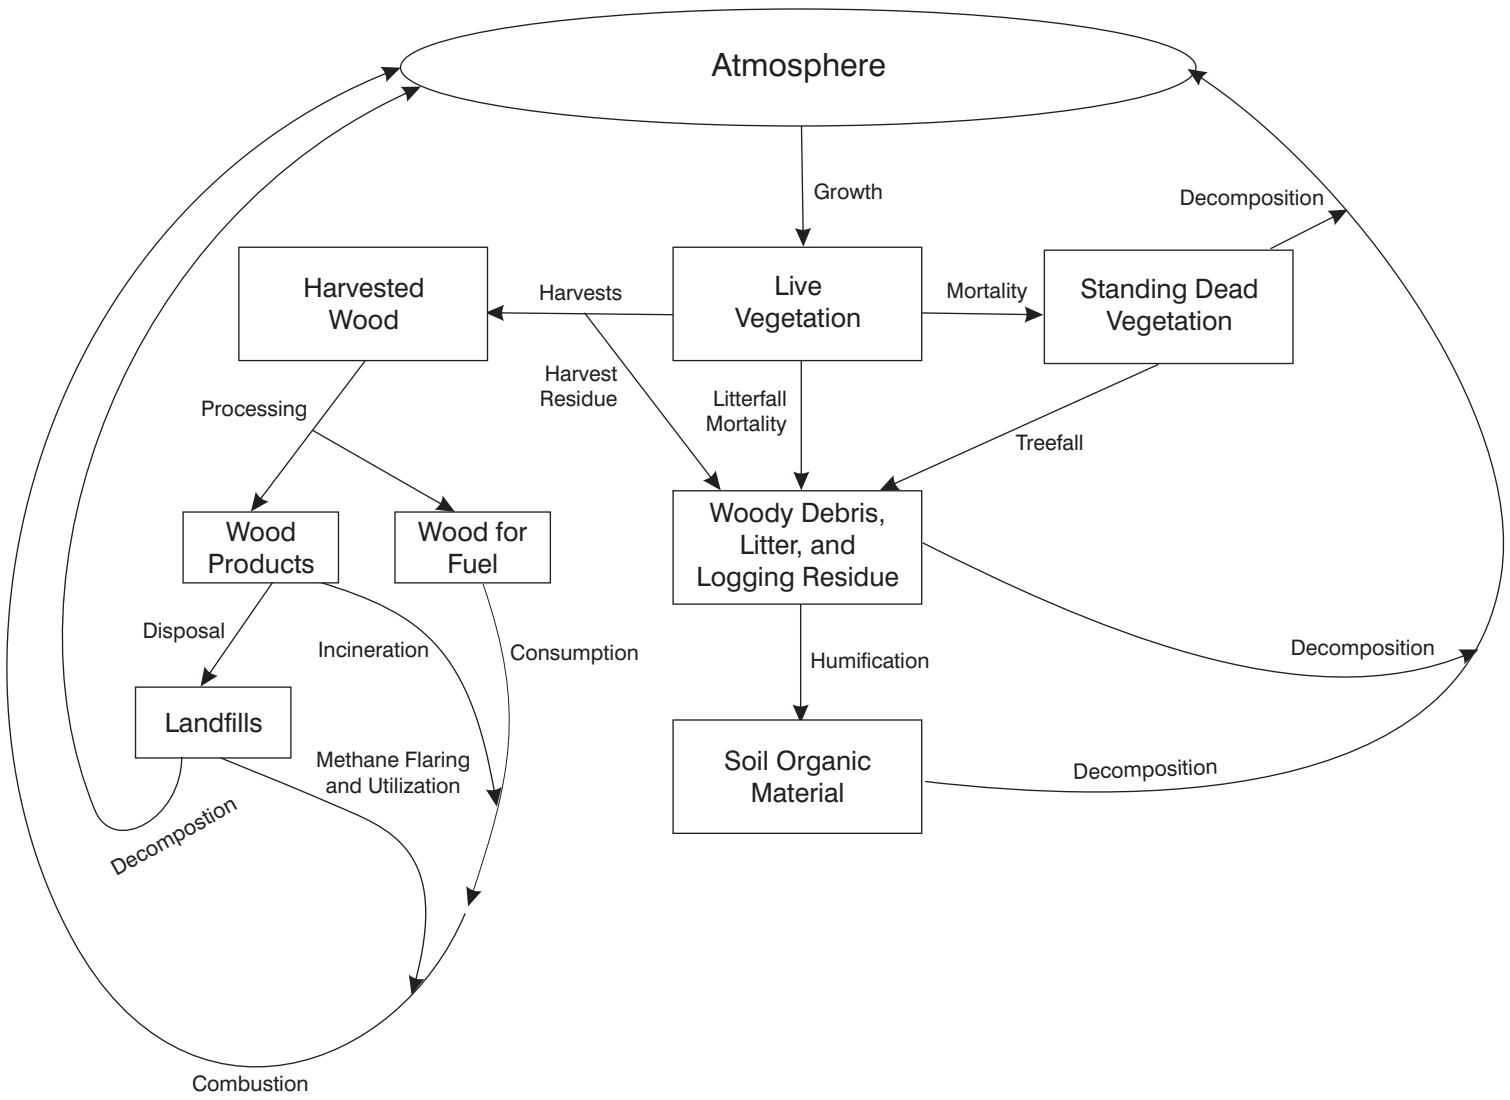 Atmosphere
Growth
Decomposition
Harvested
Wood
Harvests
Live
Vegetation
Mortality
Standing Dead
Vegetation
Harvest
Residue
Litterfall
Mortality
Processing
Treefall
Wood
Products
Wood for
Fuel
Woody Debris,
Litter, and
Logging Residue
Disposal
Incineration
Consumption
Humification
Decomposition
Landfills
Methane Flaring
and Utilization
Soil Organic
Material
Decomposition
Decompostion
Combustion